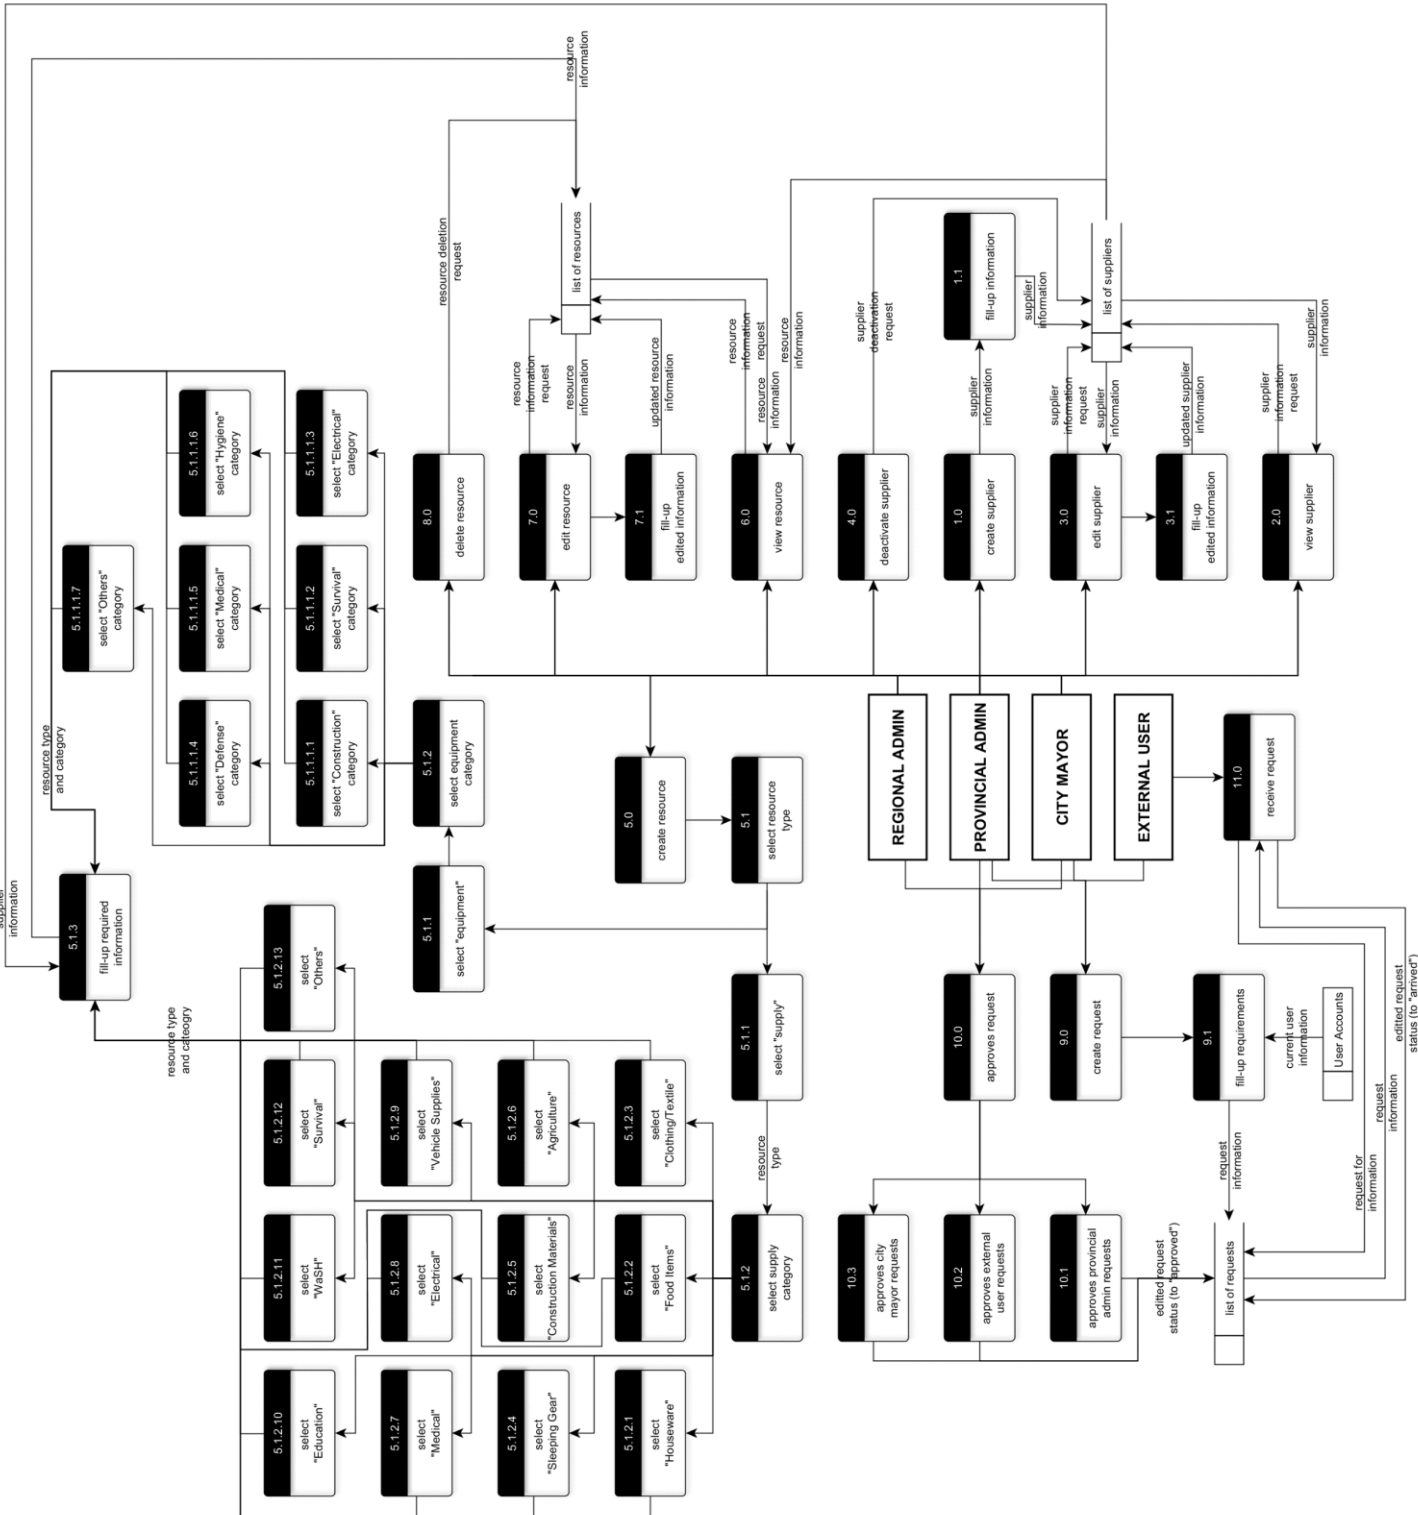 supplier
information
5.1.3
fill-up required
information
resource type
and category
5.1.1.1.7
select "Others"
category
resource type
and cateogry
5.1.1.1.4
select "Defense"
category
5.1.1.1.5
select "Medical"
category
5.1.1.1.6
select "Hygiene"
category
5.1.2.10
select
"Education"
5.1.2.11
select
"WaSH"
5.1.2.12
select
"Survival"
5.1.2.13
select
"Others"
5.1.1.1.1
select "Construction"
category
5.1.1.1.2
select "Survival"
category
5.1.1.1.3
select "Electrical"
category
5.1.2.7
select
"Medical"
5.1.2.8
select
"Electrical"
5.1.2.9
select
"Vehicle Supplies"
5.1.1
select "equipment"
5.1.2
select equipment
category
8.0
delete resource
resource deletion
request
5.1.2.4
select
"Sleeping Gear"
5.1.2.5
select
"Construction Materials"
5.1.2.6
select
"Agriculture"
7.0
edit resource
resource
information
request
resource
information
list of resources
resource
information
5.1.2.1
select
"Houseware"
5.1.2.2
select
"Food Items"
5.1.2.3
select
"Clothing/Textile"
5.0
create resource
7.1
fill-up
edited information
updated resource
information
5.1.2
select supply
category
resource
type
5.1.1
select "supply"
5.1
select resource
type
6.0
view resource
resource
information
request
resource
information
resource
information
10.3
approves city
mayor requests
REGIONAL ADMIN
4.0
deactivate supplier
supplier
deactivation
request
10.2
approves external
user requests
10.0
approves request
PROVINCIAL ADMIN
1.0
create supplier
supplier
information
1.1
fill-up information
supplier
information
10.1
approves provincial
admin requests
9.0
create request
CITY MAYOR
3.0
edit supplier
supplier
information
request
supplier
information
list of suppliers
editted request
status (to "approved")
EXTERNAL USER
3.1
fill-up
edited information
updated supplier
information
list of requests
request
information
9.1
fill-up requirements
11.0
receive request
2.0
view supplier
supplier
information
request
supplier
information
current user
information
User Accounts
request for
information
request
information
editted request
status (to "arrived")